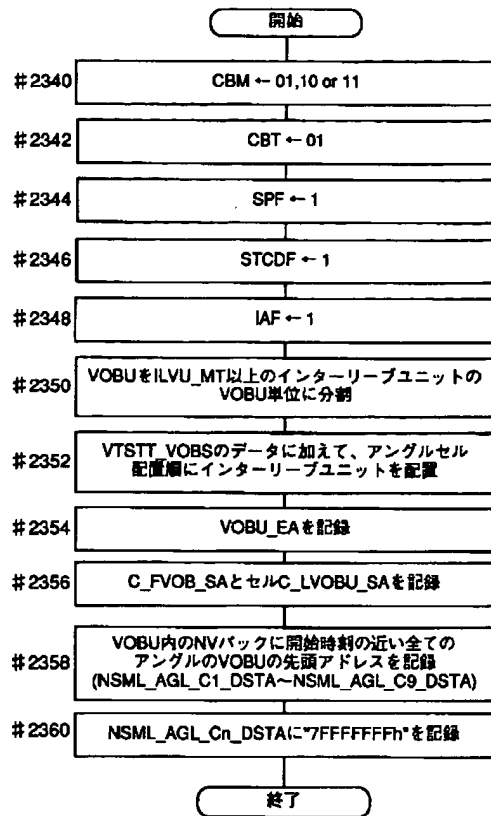 開始
#2340
CBM ← 01,10 or 11
#2342
CBT ← 01
#2344
SPF ← 1
#2346
STCDF ← 1
#2348
IAF ← 1
#2350
VOBUをILVU_MT以上のインターリーブユニットの
VOBU単位に分割
#2352
VTSTT_VOBSのデータに加えて、アングルセル
配置順にインターリーブユニットを配置
#2354
VOBU_EAを記録
#2356
C_FVOB_SAとセルC_LVOBU_SAを記録
#2358
VOBU内のNVパックに開始時刻の近い全ての
アングルのVOBUの先頭アドレスを記録
(NSML_AGL_C1_DSTA～NSML_AGL_C9_DSTA)
#2360
NSML_AGL_Cn_DSTAに"7FFFFFFFh"を記録
終了